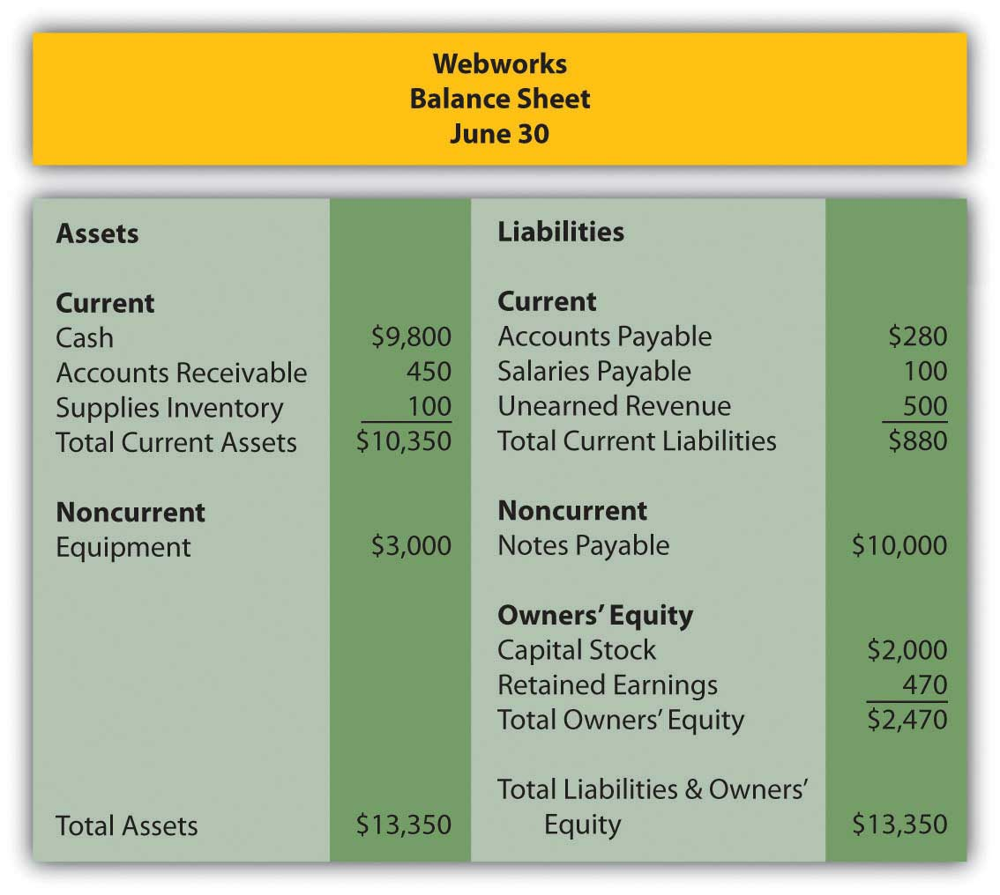 Webworks
Balance Sheet
June 30
Assets
Current
Cash $9,800
Accounts Receivable 450
Supplies Inventory 100
Total Current Assets $10,350
Noncurrent
Equipment $3,000
Total Assets $13,350
Liabilities
Current
Accounts Payable $280
Salaries Payable 100
Unearned Revenue 500
Total Current Liabilities $880
Noncurrent
Notes Payable $10,000
Owners’ Equity
Capital Stock $2,000
Retained Earnings 470
Total Owners’ Equity $2,470
Total Liabilities & Owners’
Equity $13,350